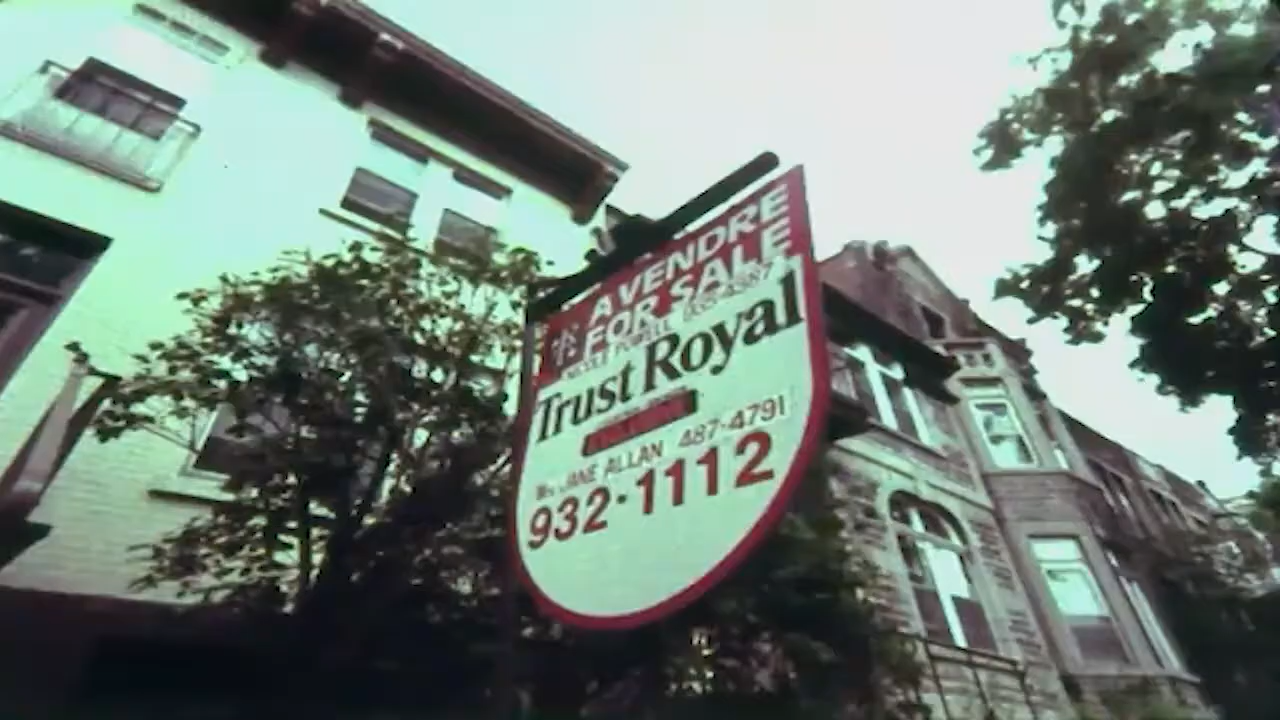 A VENDRE
FOR SALE
Trust Royal
JANE ALLAN 487-4791
932-1112